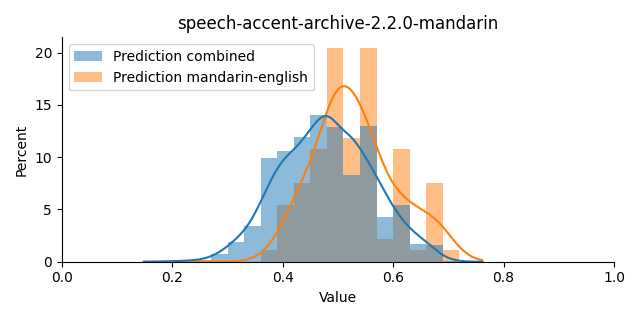 speech-accent-archive-2.2.0-mandarin
Prediction combined
Prediction mandarin-english
Percent
20
15
10
5
0
0.0 0.2 0.4 0.6 0.8 1.0
Value